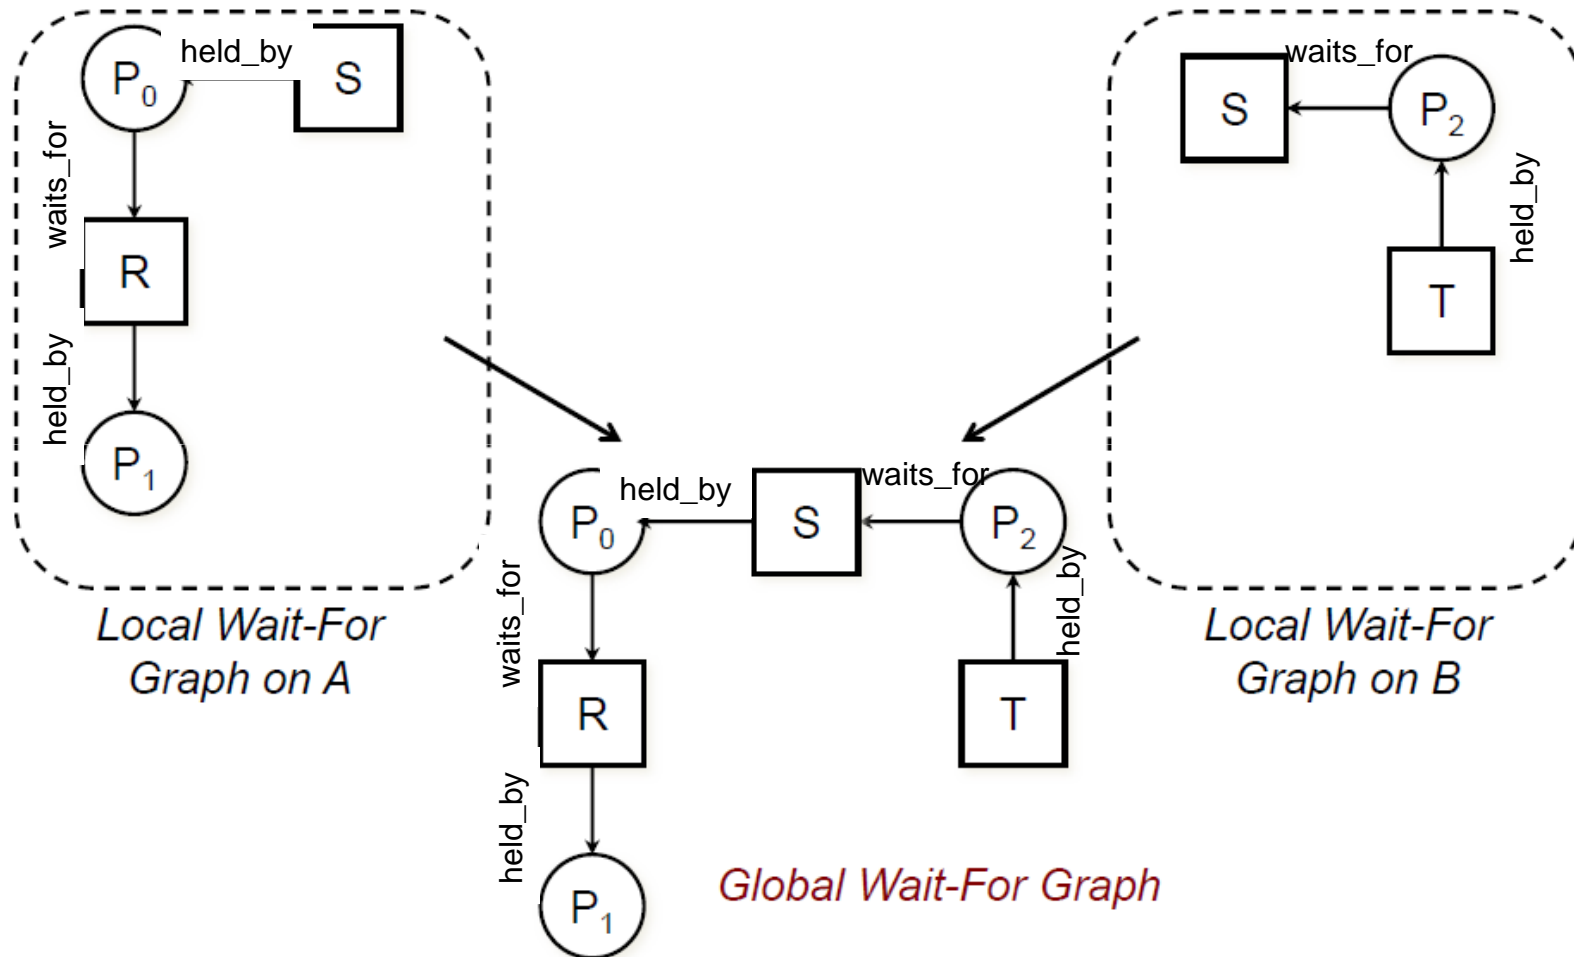 P0
held_by
S
waits_for
R
held_by
P1
Local Wait-For
Graph on A
S
waits_for
P2
held_by
T
Local Wait-For
Graph on B
P0
held_by
S
waits_for
P2
waits_for
held_by
R
T
held_by
P1
Global Wait-For Graph